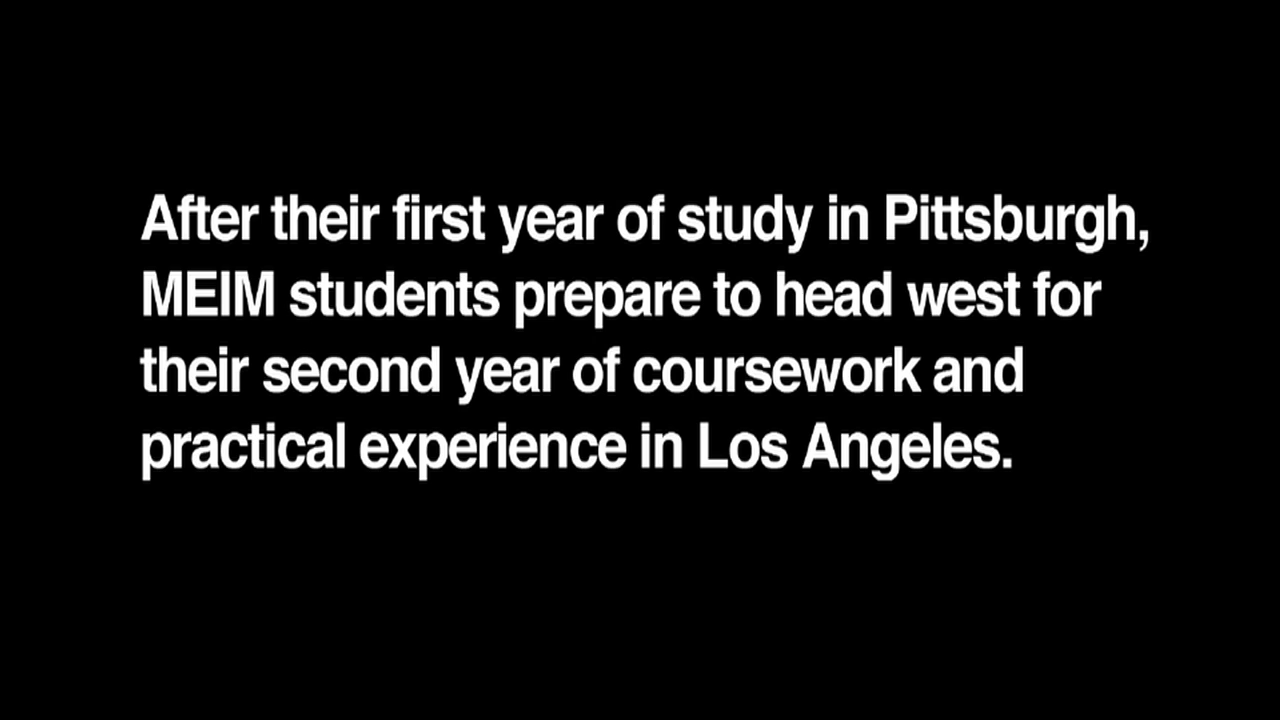 After their first year of study in Pittsburgh,
MEIM students prepare to head west for
their second year of coursework and
practical experience in Los Angeles.